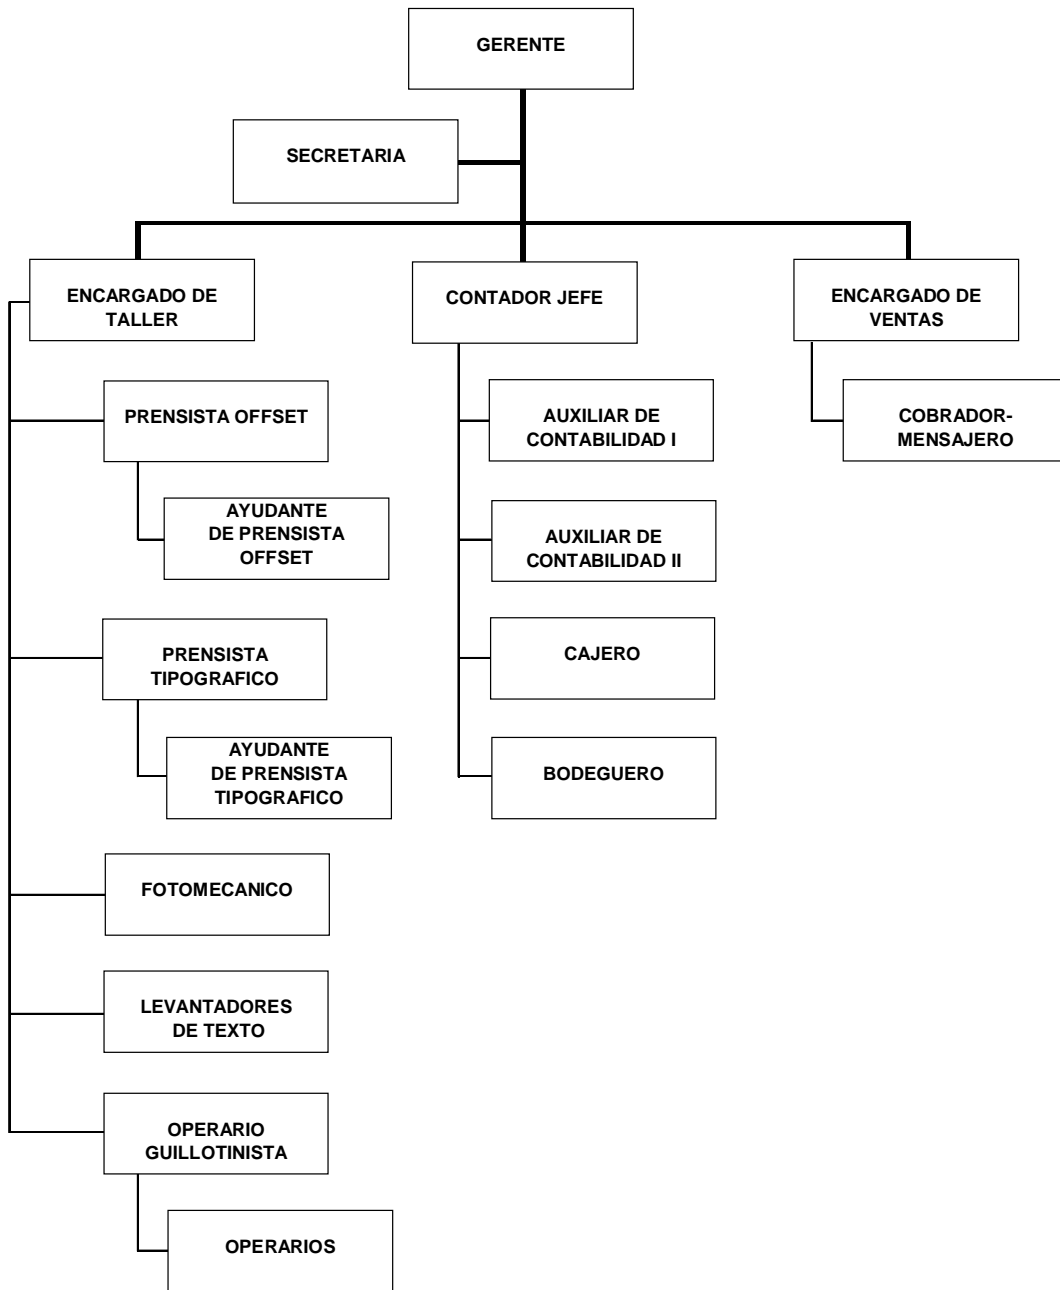 GERENTE
SECRETARIA
ENCARGADO DE
TALLER
CONTADOR JEFE
ENCARGADO DE
VENTAS
PRENSISTA OFFSET
AYUDANTE
DE PRENSISTA
OFFSET
PRENSISTA
TIPOGRAFICO
AYUDANTE
DE PRENSISTA
TIPOGRAFICO
FOTOMECANICO
LEVANTADORES
DE TEXTO
OPERARIO
GUILLOTINISTA
OPERARIOS
AUXILIAR DE
CONTABILIDAD I
AUXILIAR DE
CONTABILIDAD II
CAJERO
BODEGUERO
COBRADOR-
MENSAJERO